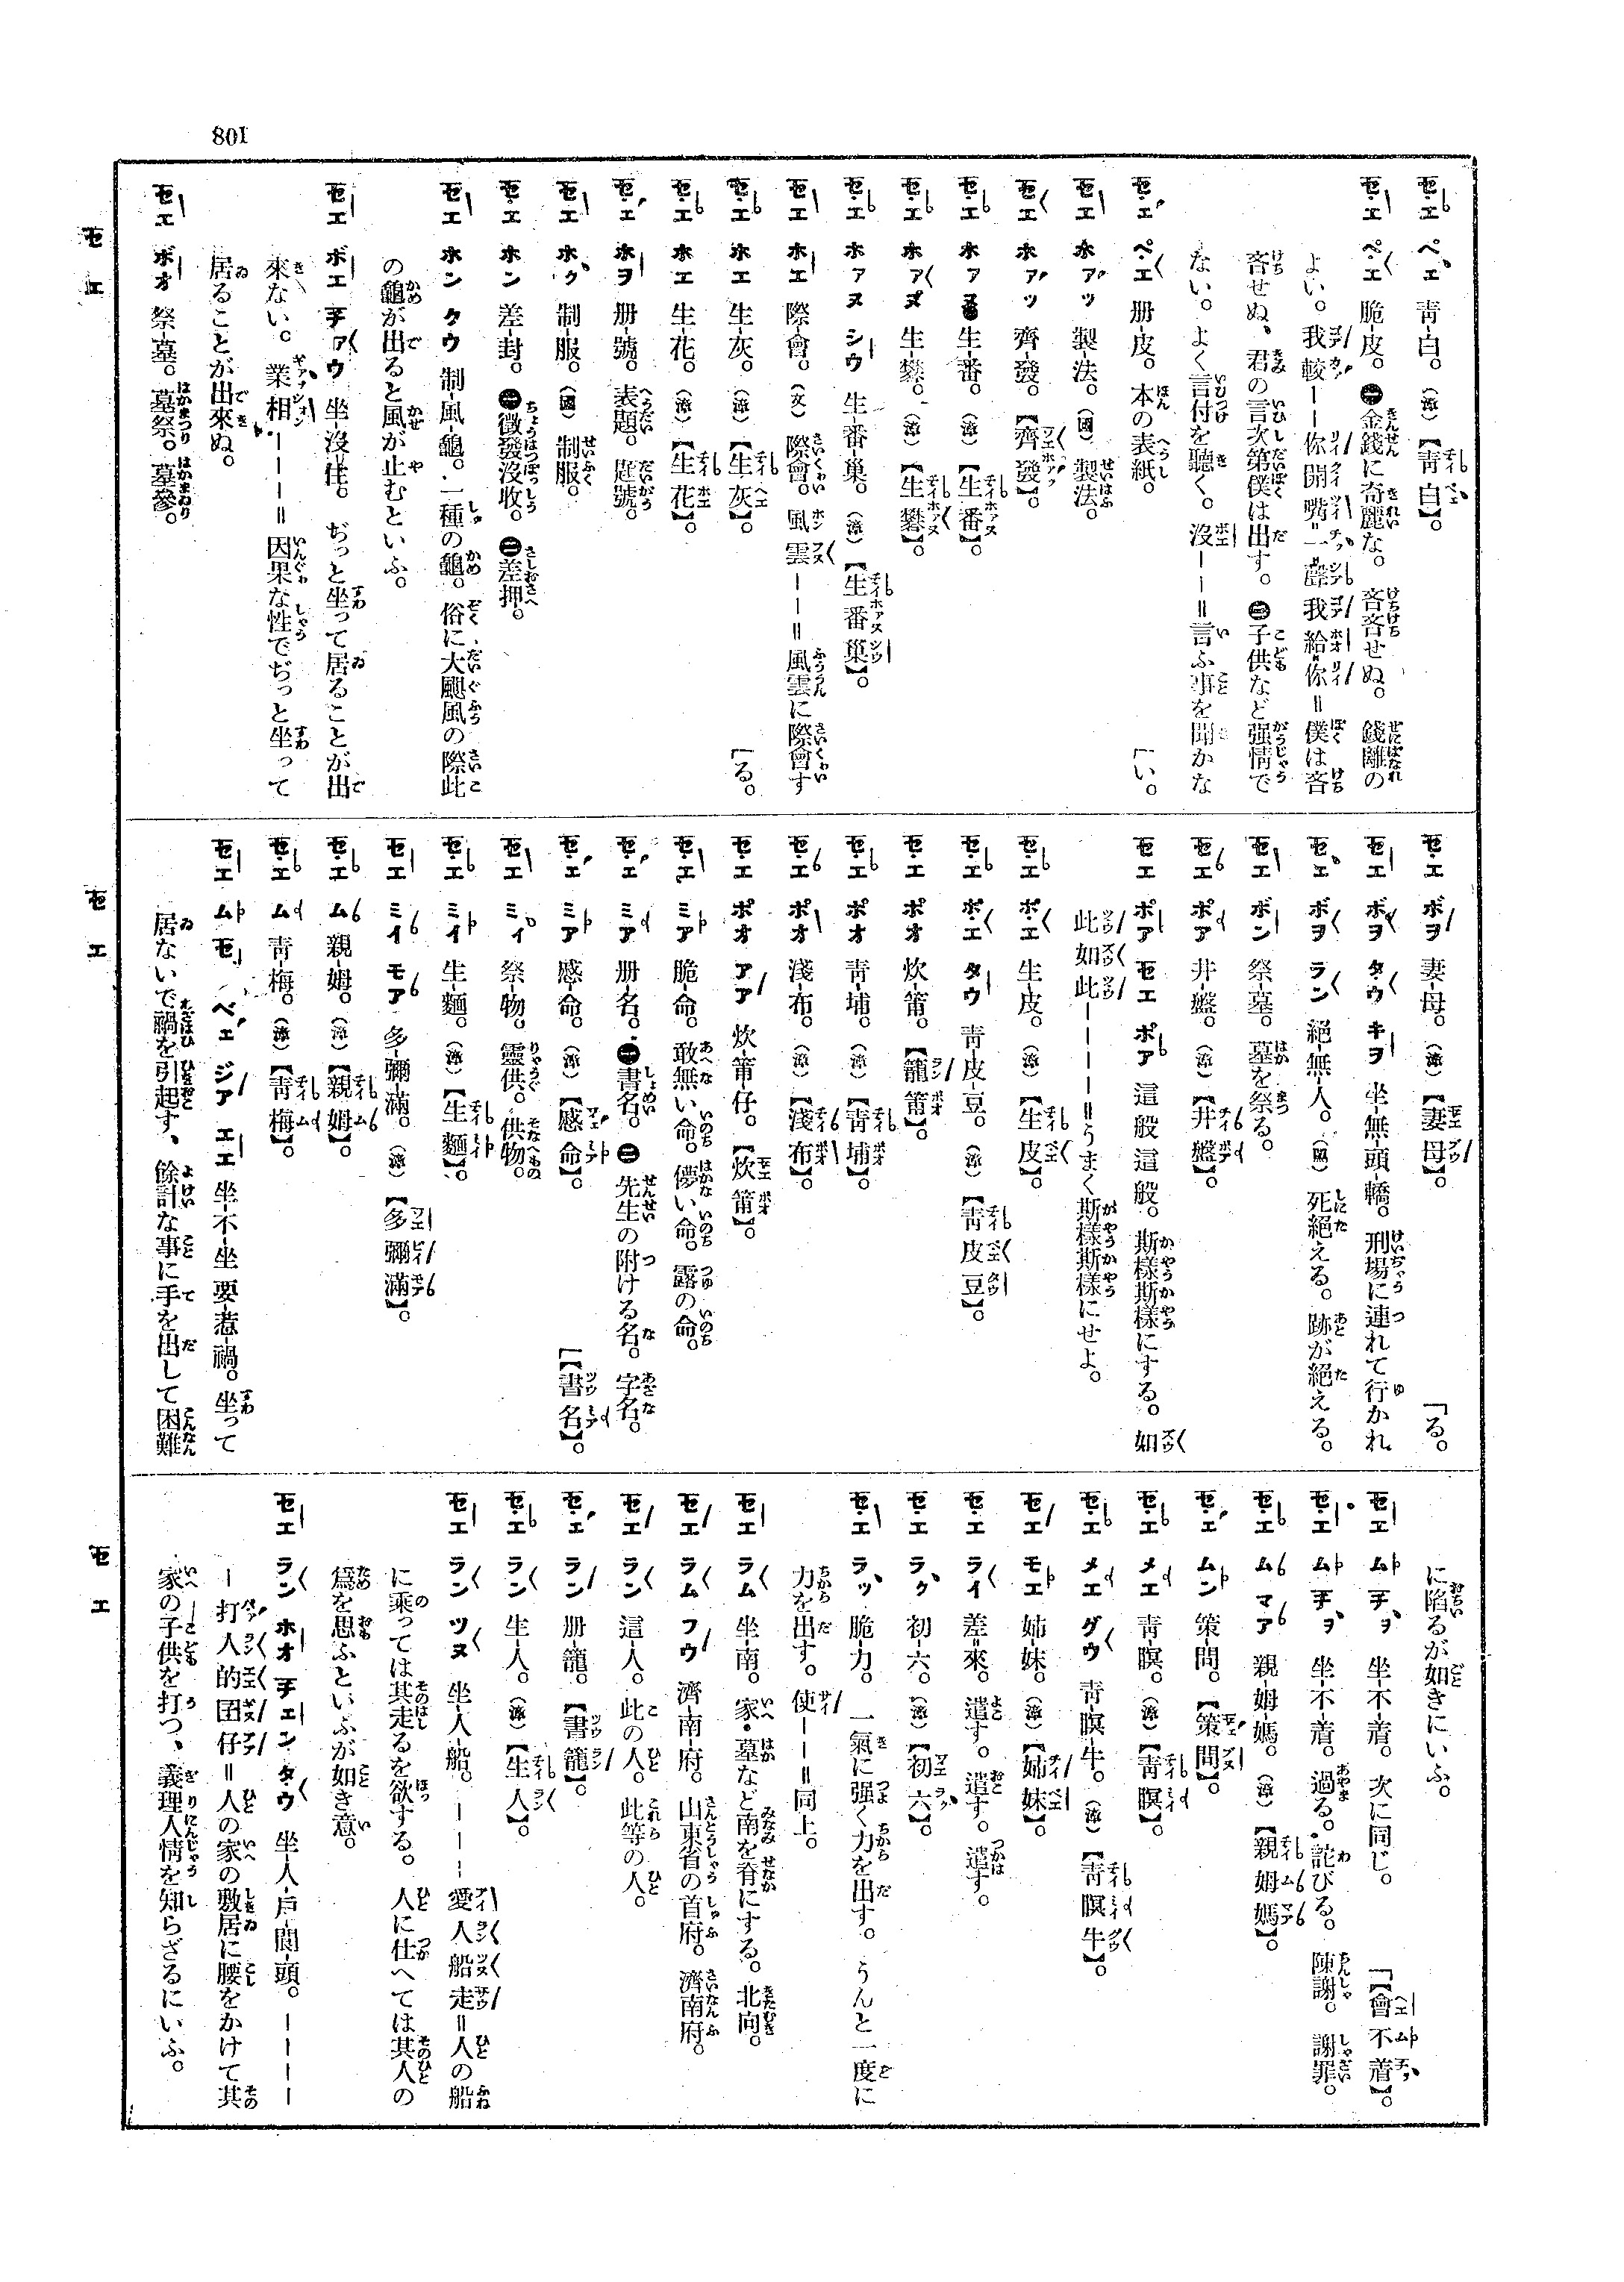 801
セ エ
セエ ペエ 靑-白。（漳）【靑白】。
セエ ペエ 脆-皮。㊀金錢に奇麗な。吝吝せぬ。錢離の
よい。我較－－你開嘴一聲我給你＝僕は吝
吝せぬ、君の言次第僕は出す。㊁子供など强情で
ない。よく言付を聽く。沒－－＝言ふ事を聞かな
「い。
セエ ペエ 册-皮。本の表紙。
セエ ホアッ 製-法。（國）製法。
セエ ホアッ 齊-發。【齊發】。
セエ ホアヌ 生-番。（漳）【生番】。
セエ ホアヌ 生-礬。（漳）【生礬】。
セエ ホアヌ シウ 生-番-巢。（漳）【生番巢】。
セエ ホエ 際-會。（文）際會。風雲－－＝風雲に際會す
「る。
セエ ホエ 生-灰。（漳）【生灰】。
セエ ホエ 生-花。（漳）【生花】。
セエ ホヲ 册-號。表題。題號。
セエ ホク 制-服。（國）制服。
セエ ホン 差-封。㊀徵發沒收。㊁差押。
セエ ホン クウ 制-風-龜。一種の龜。俗に大颶風の際此
の龜が出ると風が止むといふ。
セエ ボエ チアウ 坐-沒-住。ぢっと坐って居ることが出
來ない。業相－－－－＝因果な性でぢっと坐って
居ることが出來ぬ。
セエ ボオ 祭-墓。墓祭。墓參。
セ エ
セエ ボヲ 妻-母。（漳）【妻母】。
セエ ボヲ タウ キヲ 坐-無-頭-轎。刑場に連れて行かれ
「る。
セエ ボヲ ラン 絕-無-人。（國）死絕える。跡が絕える。
セエ ボン 祭-墓。墓を祭る。
セエ ポア 井-盤。（漳）【井盤】。
セエ ポア セエ ポア 這般這般。斯樣斯樣にする。如
此如此－－－－＝うまく斯樣斯樣にせよ。
セエ ポエ 生-皮。（漳）【生皮】。
セエ ポエ タウ 靑-皮-豆。（漳）【靑皮豆】。
セエ ポオ 炊-箁。【籠箁】。
セエ ポオ 靑-埔。（漳）【靑埔】。
セエ ポオ 淺-布。（漳）【淺布】。
セエ ポオ アア 炊-箁-仔。【炊箁】。
セエ ミア 脆-命。敢無い命。儚い命。露の命。
セエ ミア 册-名。㊀書名。㊁先生の附ける名。字名。
「【書名】。
セエ ミア 感-命。（漳）【感命】。
セエ ミイ 祭-物。靈供。供物。
セエ ミイ 生-麵。（漳）【生麵】。
セエ ミイ モア 多-彌-滿。（漳）【多彌滿】。
セエ ム 親-姆。（漳）【親姆】。
セエ ム 靑-梅。（漳）【靑梅】。
セエ ム セエ ベエ ジア エエ 坐-不-坐 要-惹-禍。坐って
居ないで禍を引起す、餘計な事に手を出して困難
セ エ
に陷るが如きにいふ。
セエ ム チヲ 坐-不-着。次に同じ。
「【會不着】。
セエ ム チヲ 坐-不-着。過る。詫びる。陳謝。謝罪。
セエ ム マア 親-姆-媽。（漳）【親姆媽】。
セエ ムン 策-問。【策問】。
セエ メエ 靑-瞑。（漳）【靑瞑】。
セエ メエ グウ 靑-瞑-牛。（漳）【靑瞑牛】。
セエ モエ 姉-妹。（漳）【姉妹】。
セエ ライ 差-來。遣す。遣す。遣す。
セエ ラク 初-六。（漳）【初六】。
セエ ラッ 脆-力。一氣に强く力を出す。うんと一度に
力を出す。使－－＝同上。
セエ ラム 坐-南。家・墓など南を脊にする。北向。
セエ ラム フウ 濟-南-府。山東省の首府。濟南府。
セエ ラン 這-人。此の人。此等の人。
セエ ラン 册-籠。【書籠】。
セエ ラン 生-人。（漳）【生人】。
セエ ラン ツヌ 坐-人-船。－－－愛人船走＝人の船
に乘っては其走るを欲する。人に仕へては其人の
爲を思ふといふが如き意。
セエ ラン ホオ チエン タウ 坐-人-戶-閾-頭。－－－－
－打人的囝仔＝人の家の敷居に腰をかけて其
家の子供を打つ、義理人情を知らざるにいふ。